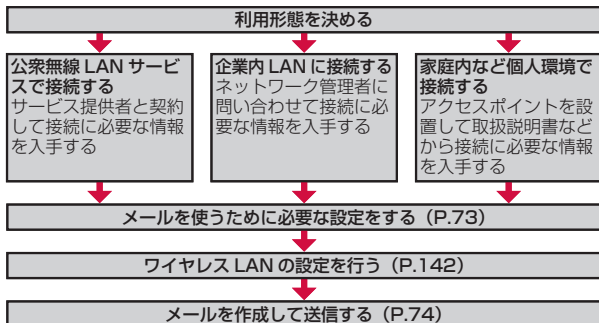 利用形態を決める
公衆無線 LAN サービ
スで接続する
サービス提供者と契約
して接続に必要な情報
を入手する
企業内 LAN に接続する
ネットワーク管理者に
問い合わせて接続に必
要な情報を入手する
家庭内など個人環境で
接続する
アクセスポイントを設
置して取扱説明書など
から接続に必要な情報
を入手する
メールを使うために必要な設定をする（P.73）
ワイヤレス LAN の設定を行う（P.142）
メールを作成して送信する（P.74）